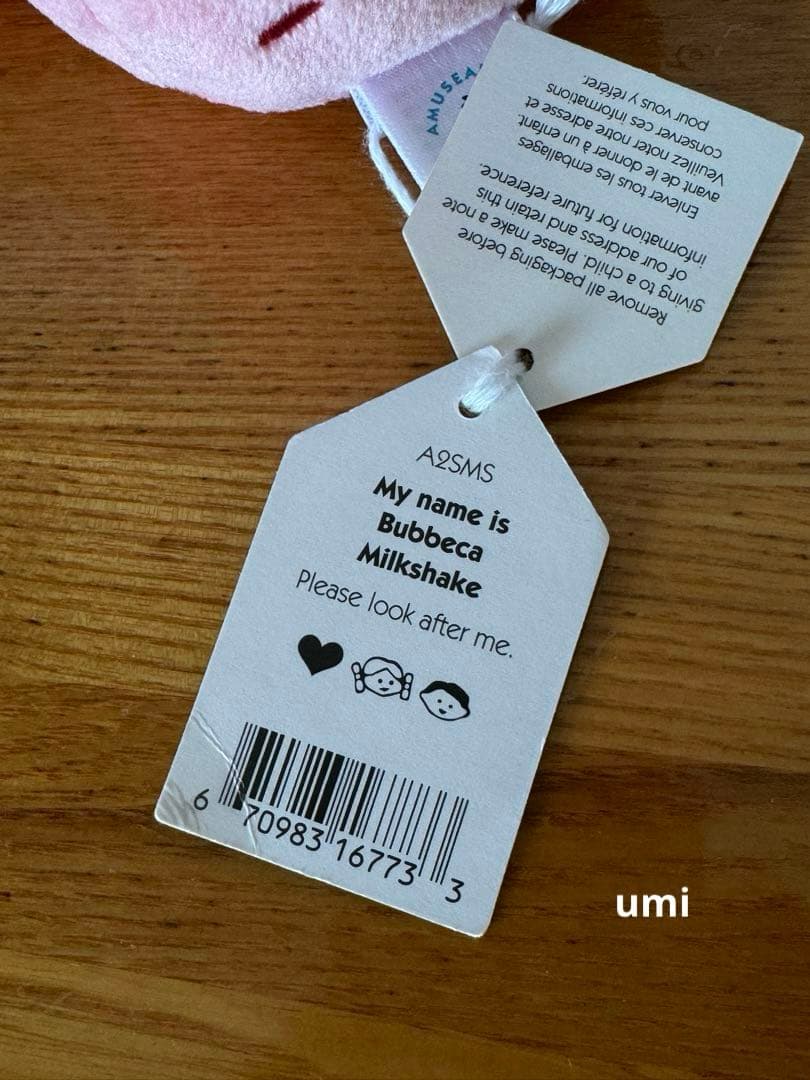 AMUSEA
Remove all packaging before
giving to a child. Please make a note
of our address and retain this
information for future reference.
Enlever tous les emballages
avant de le donner à un enfant.
Veuillez noter notre adresse et
conserver ces informations
pour vous y référer.
A2SMS
My name is
Bubbeca
Milkshake
Please look after me.
6 70983 16773 3
umi